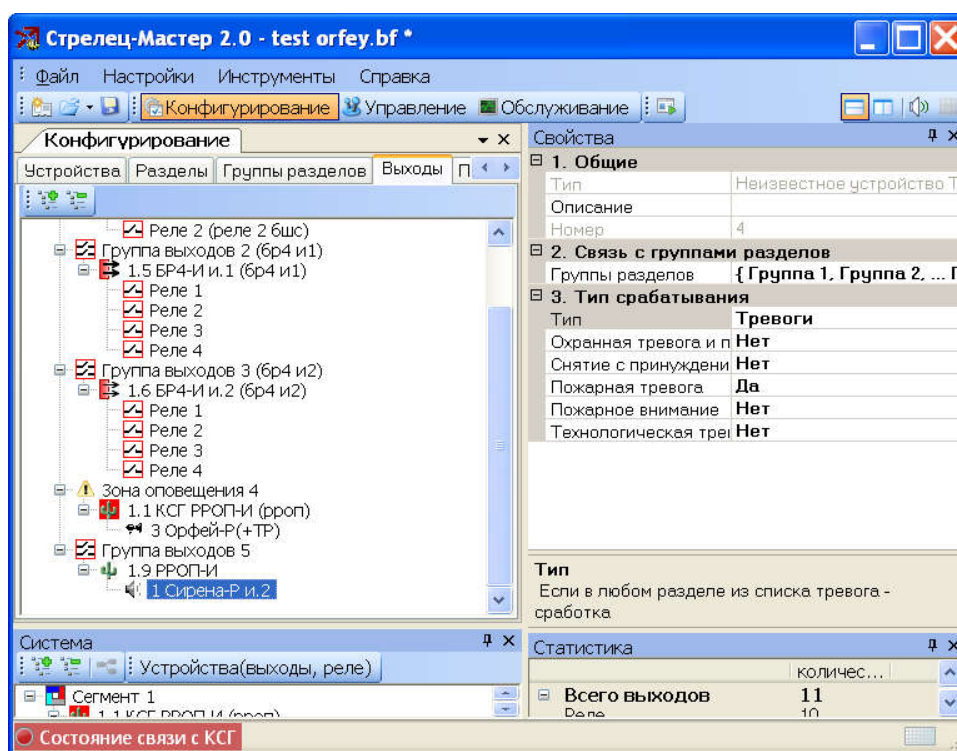 Стрелец-Мастер 2.0 - test orfey.bf *
Файл Настройки Инструменты Справка
Конфигурирование Управление Обслуживание
Конфигурирование
Устройства Разделы Группы разделов Выходы П
Реле 2 (реле 2 бшс)
Группа выходов 2 (бр4 и1)
1.5 БР4-И и.1 (бр4 и1)
Реле 1
Реле 2
Реле 3
Реле 4
Группа выходов 3 (бр4 и2)
1.6 БР4-И и.2 (бр4 и2)
Реле 1
Реле 2
Реле 3
Реле 4
Зона оповещения 4
1.1 КСГ РРОП-И (рроп)
3 Орфей-Р(+ТР)
Группа выходов 5
1.9 РРОП-И
1 Сирена-Р и.2
Свойства
1. Общие
Тип Неизвестное устройство Т
Описание
Номер 4
2. Связь с группами разделов
Группы разделов { Группа 1, Группа 2, ... Г
3. Тип срабатывания
Тип Тревоги
Охранная тревога и п Нет
Снятие с принуждени Нет
Пожарная тревога Да
Пожарное внимание Нет
Технологическая трев Нет
Тип
Если в любом разделе из списка тревога -
сработка
Система
Устройства(выходы, реле)
Сегмент 1
1.1 КСГ РРОП-И (рроп)
Статистика
количес...
Всего выходов 11
Реле 10
Состояние связи с КСГ